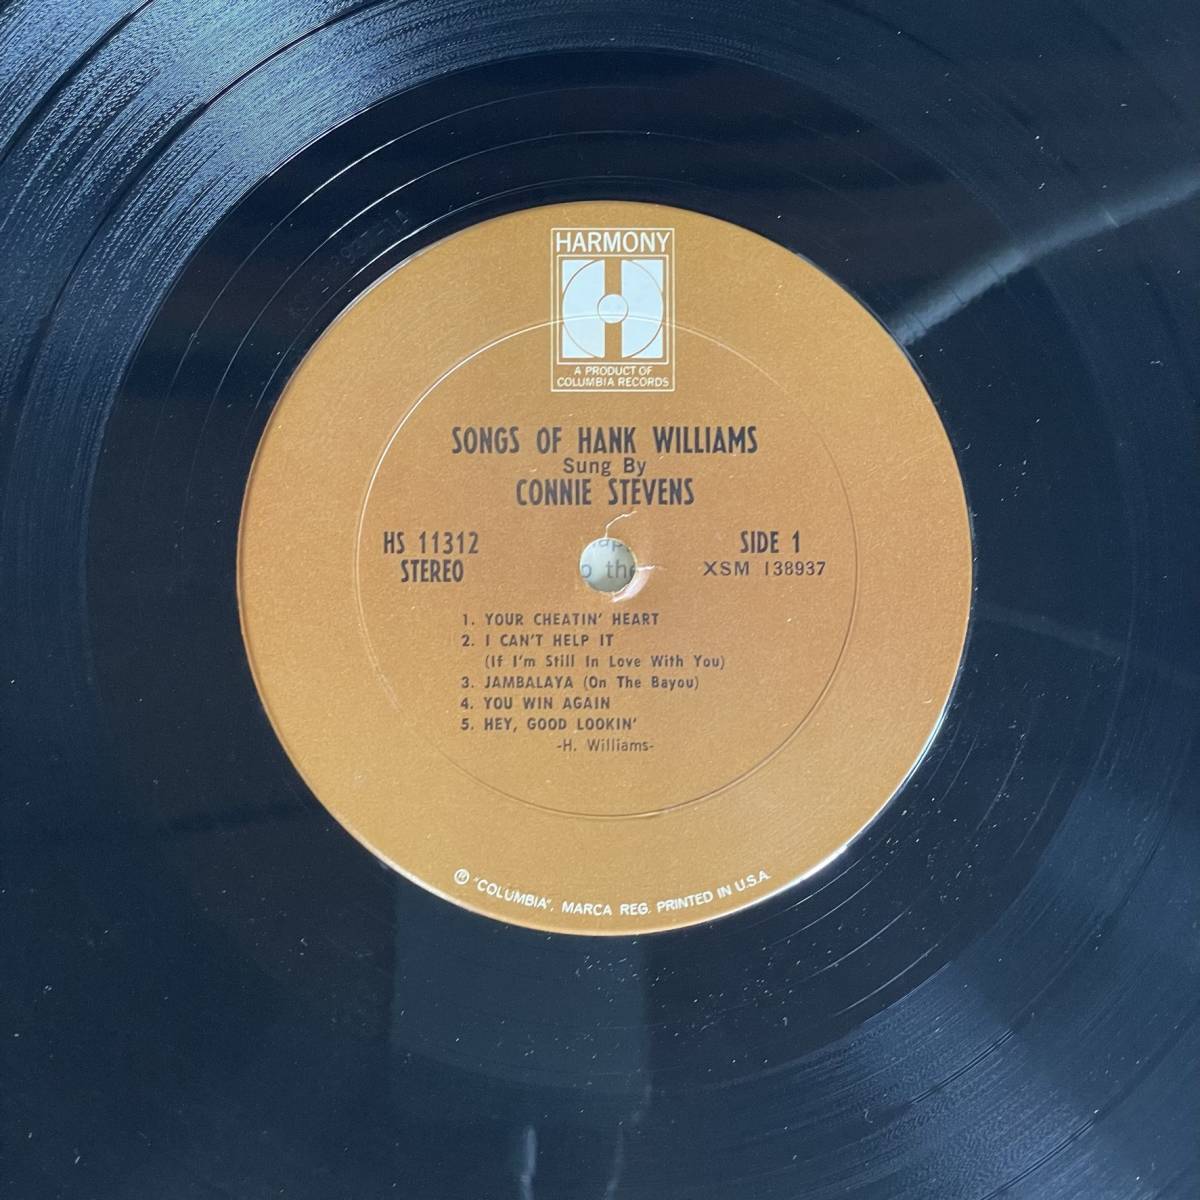 HARMONY
H
A PRODUCT OF
COLUMBIA RECORDS
SONGS OF HANK WILLIAMS
Sung By
CONNIE STEVENS
HS 11312
STEREO
SIDE 1
XSM 138937
1. YOUR CHEATIN' HEART
2. I CAN'T HELP IT
(If I'm Still In Love With You)
3. JAMBALAYA (On The Bayou)
4. YOU WIN AGAIN
5. HEY, GOOD LOOKIN'
-H. Williams-
® "COLUMBIA", MARCA REG. PRINTED IN U.S.A.